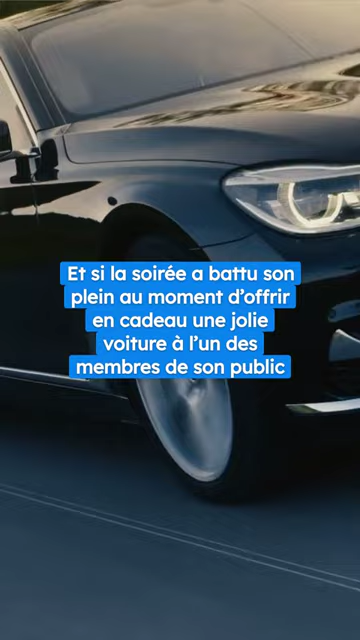 Et si la soirée a battu son
plein au moment d’offrir
en cadeau une jolie
voiture à l’un des
membres de son public